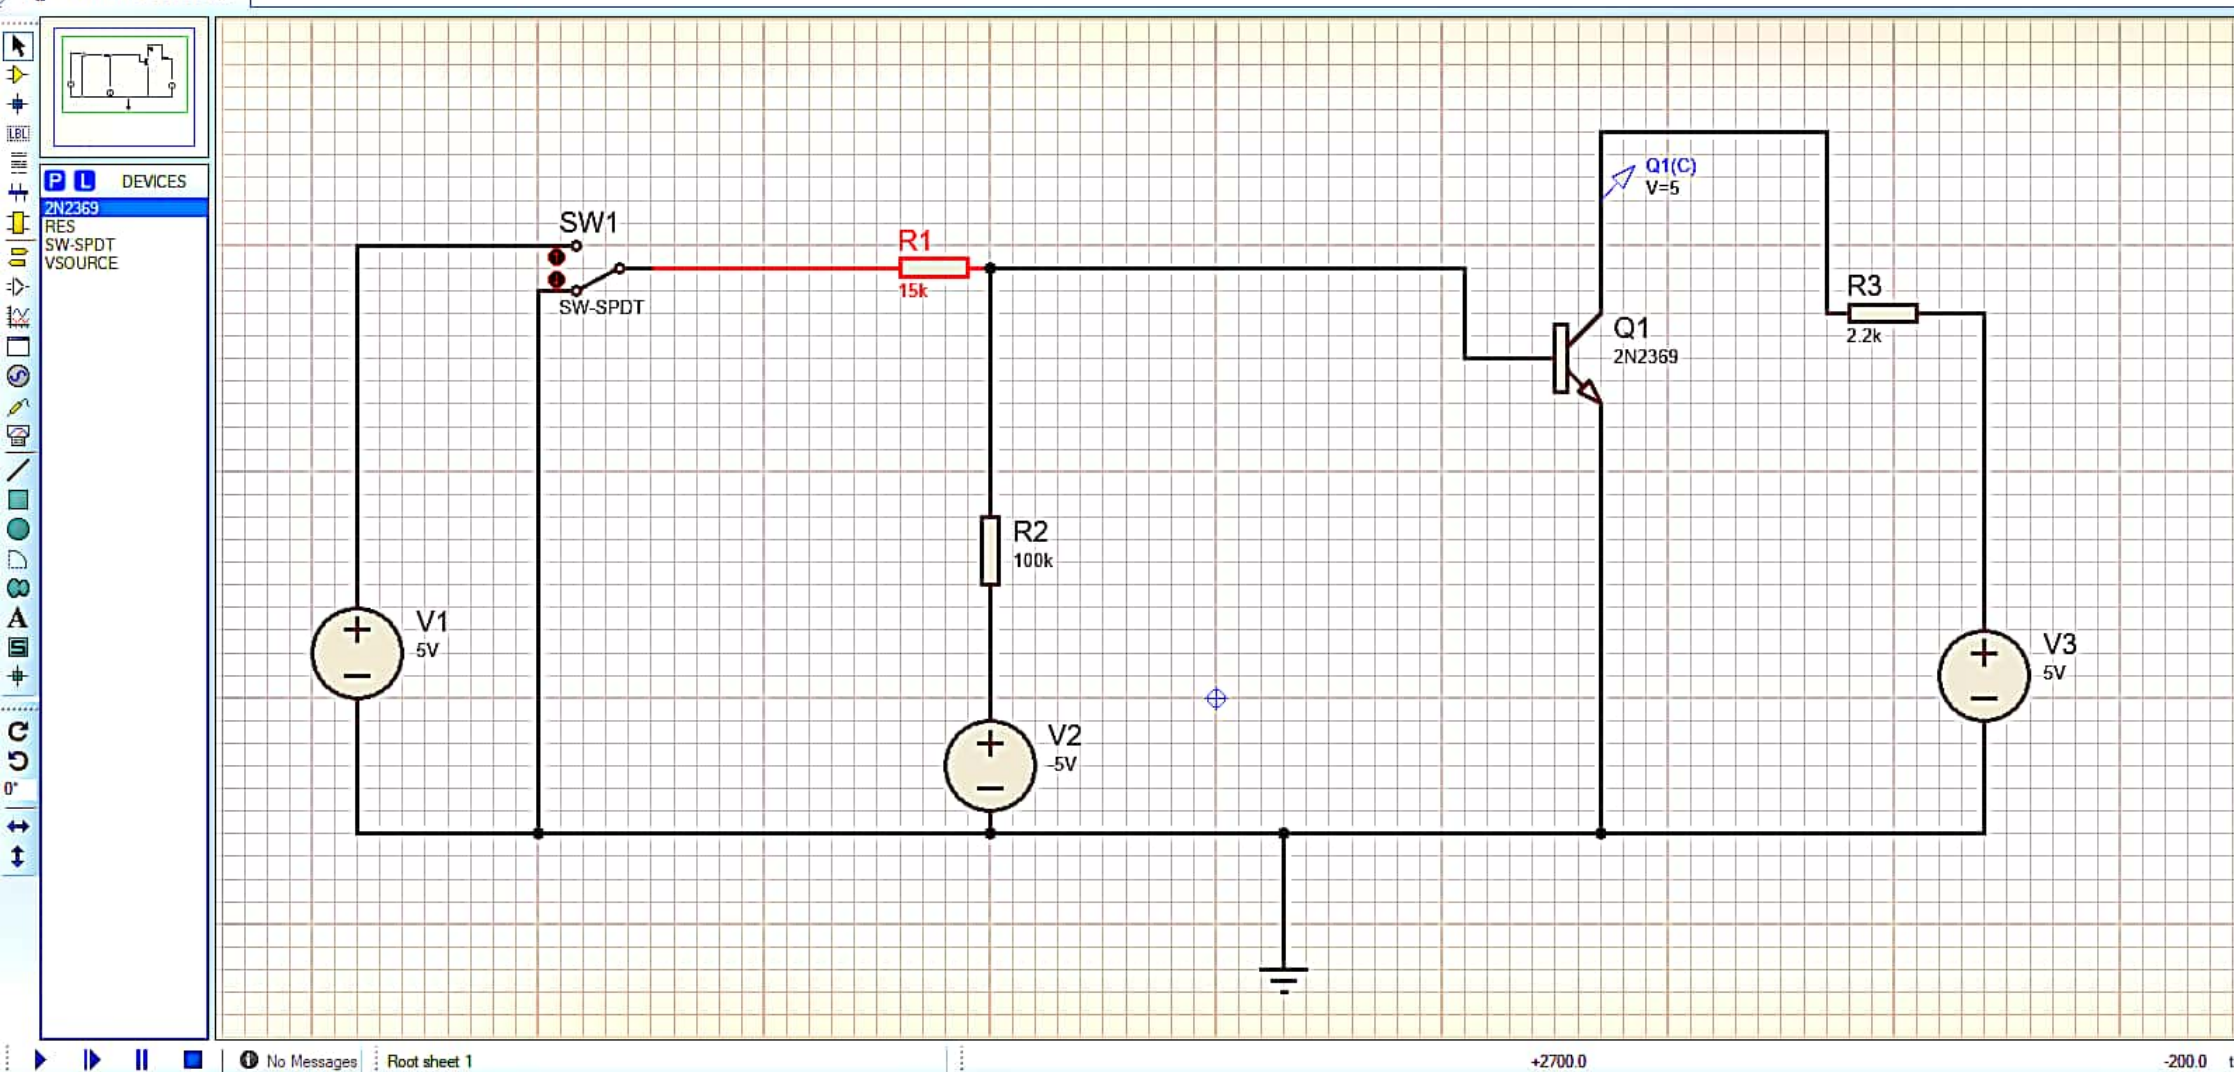 LBL
P L DEVICES
2N2369
RES
SW-SPDT
VSOURCE
A
S
0°
SW1
SW-SPDT
R1
15k
Q1(C)
V=5
Q1
2N2369
R3
2.2k
R2
100k
V1
5V
V2
-5V
V3
5V
No Messages
Root sheet 1
+2700.0
-200.0